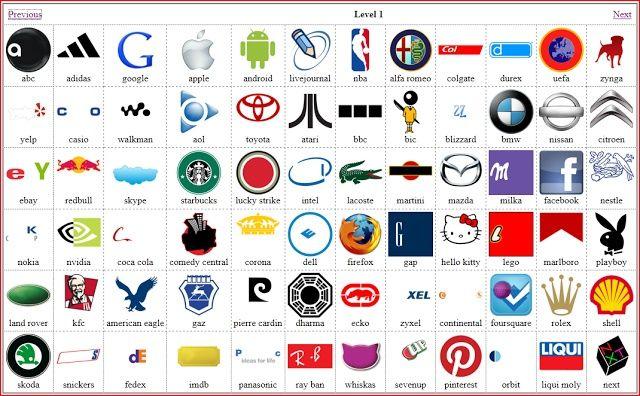 Previous Level 1 Next
a Col d
abc adidas google apple android livejournal nba alfa romeo colgate durex uefa zynga
C O
yelp casio walkman aol toyota atari bbc bic blizzard bmw nissan citroen
e Y m f
ebay redbull skype starbucks lucky strike intel lacoste martini mazda milka facebook nestle
K C G L
nokia nvidia coca cola comedy central corona dell firefox gap hello kitty lego marlboro playboy
XEL
land rover kfc american eagle gaz pierre cardin dharma ecko zyxel continental foursquare rolex shell
S dE P c ideas for life R B UP LIQUI N X T
skoda snickers fedex imdb panasonic ray ban whiskas sevenup pinterest orbit liqui moly next